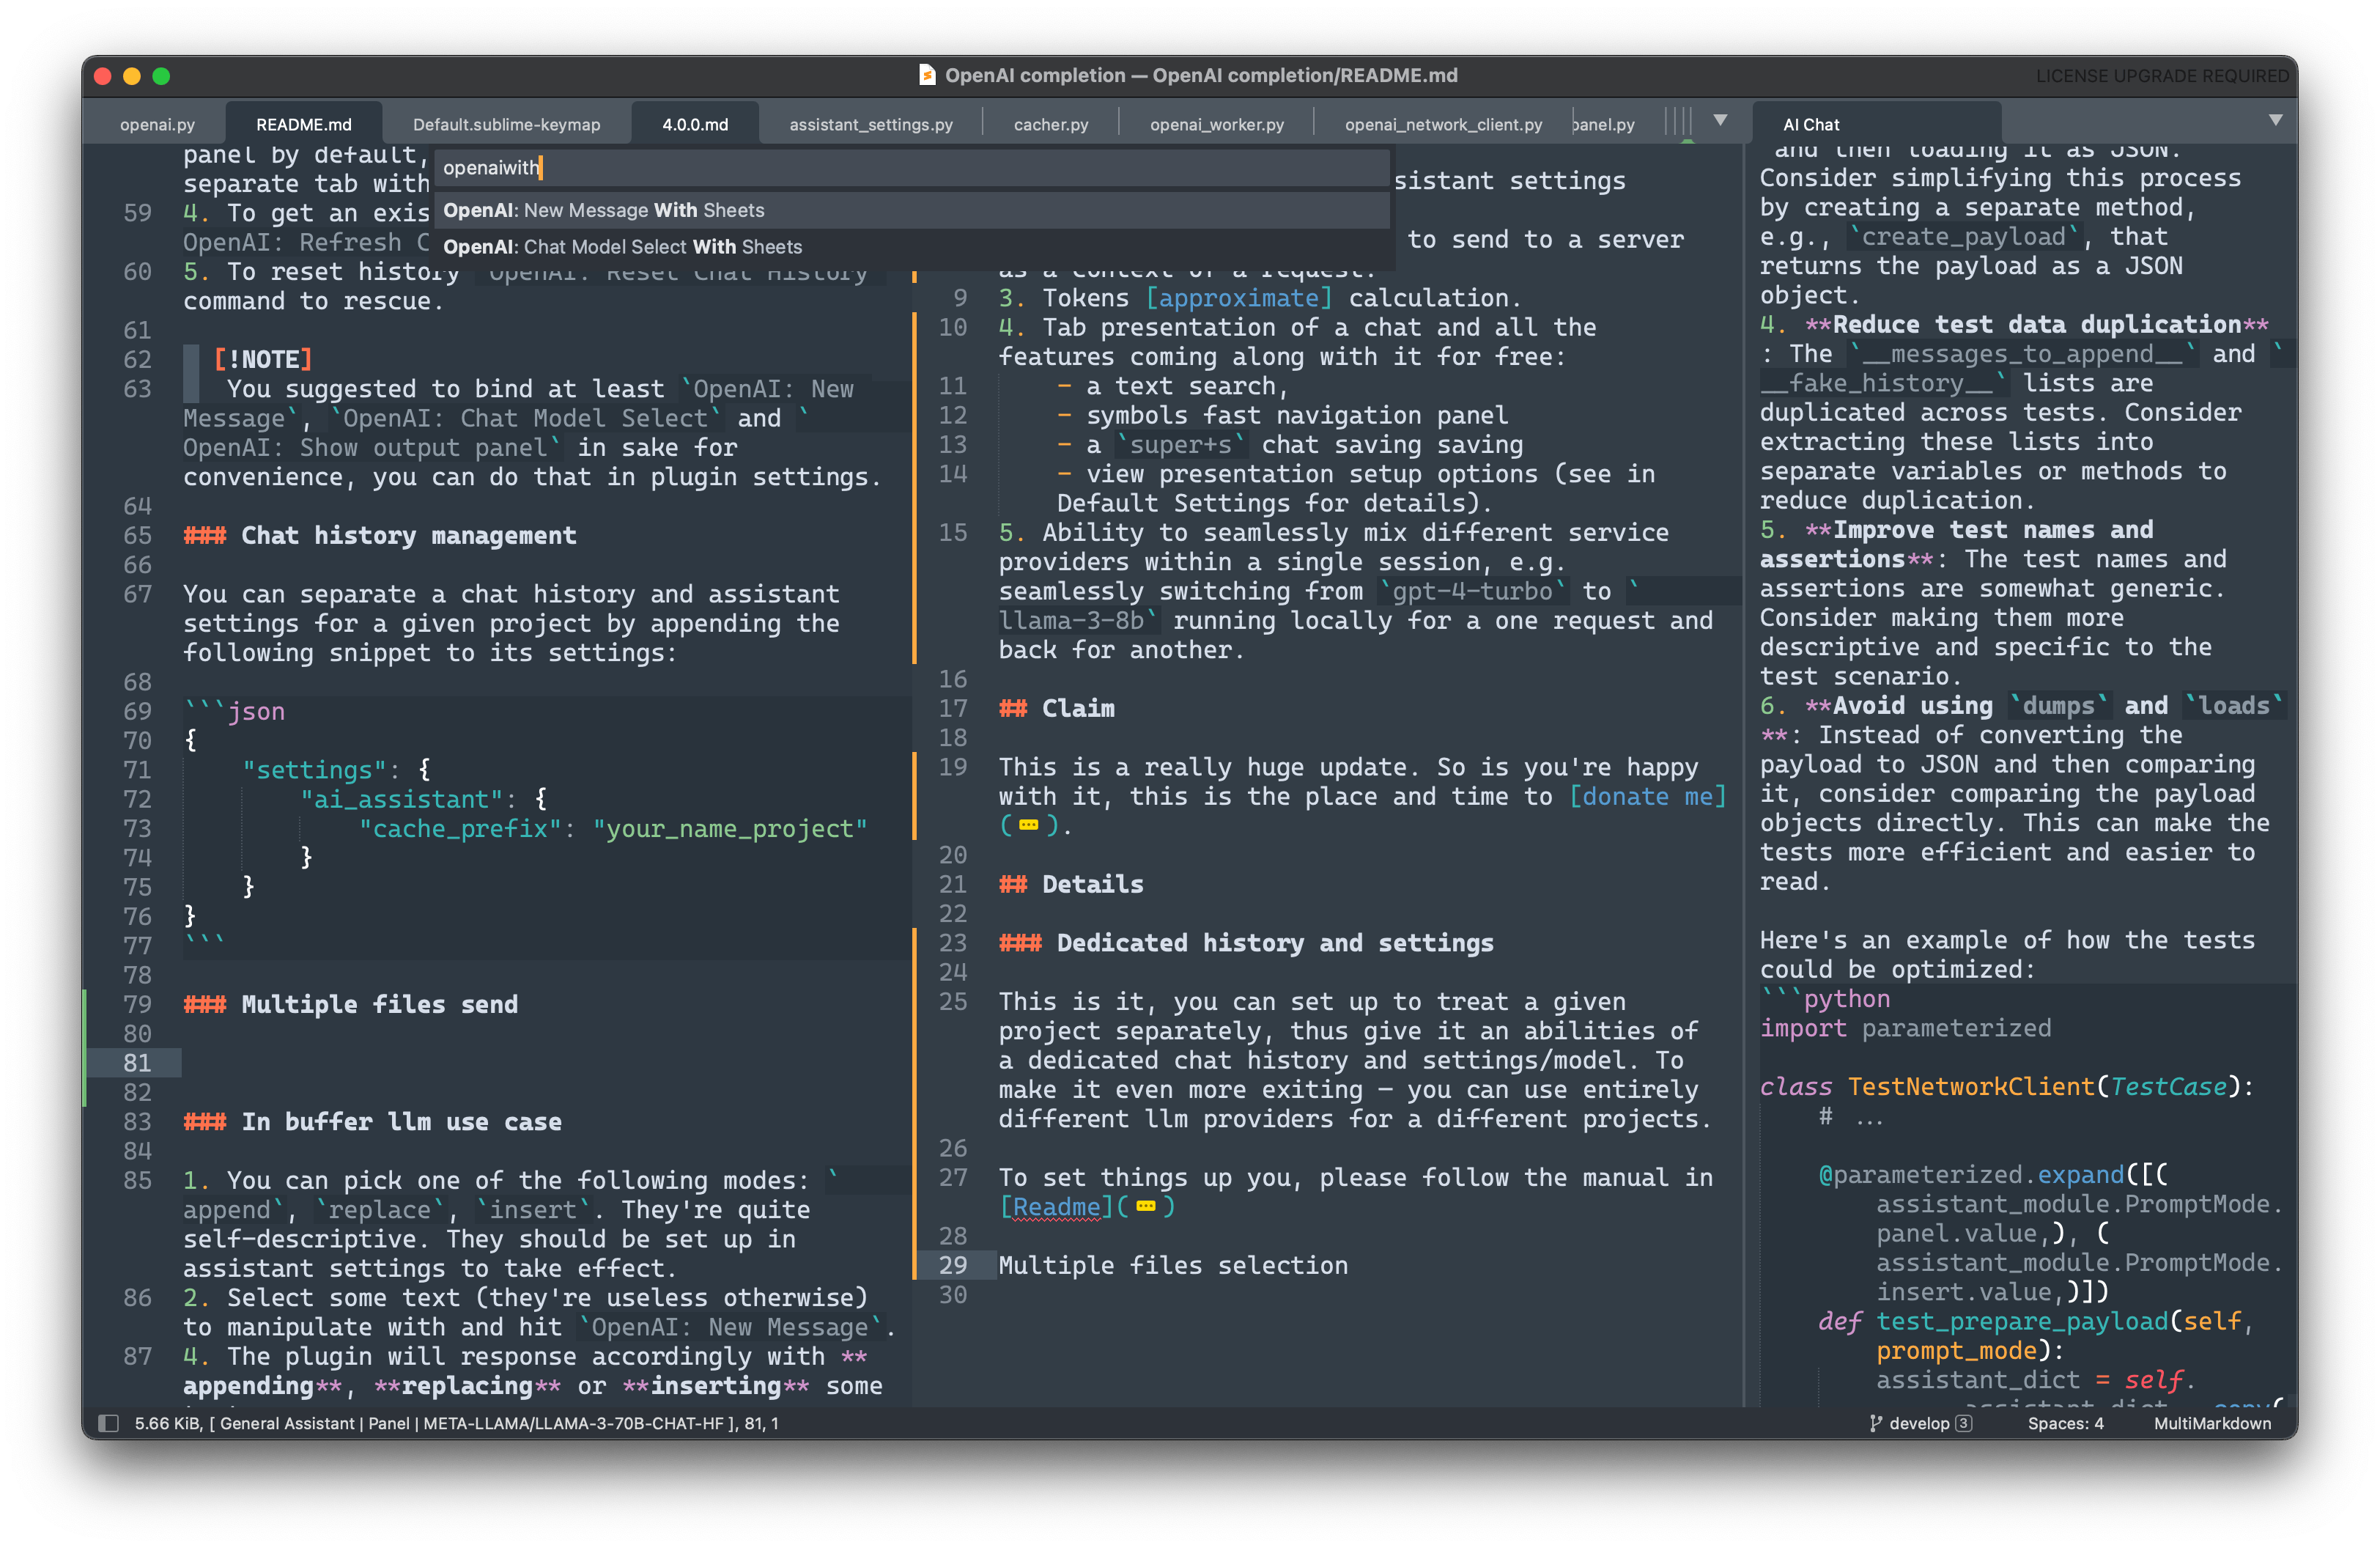 OpenAI completion — OpenAI completion/README.md
LICENSE UPGRADE REQUIRED
openai.py
README.md
Default.sublime-keymap
4.0.0.md
assistant_settings.py
cacher.py
openai_worker.py
openai_network_client.py
panel.py
AI Chat
openaiwith
OpenAI: New Message With Sheets
OpenAI: Chat Model Select With Sheets
panel by default,
separate tab with
59 4. To get an exis
OpenAI: Refresh C
60 5. To reset history `OpenAI: Reset Chat History`
command to rescue.
61
62 [!NOTE]
63 You suggested to bind at least `OpenAI: New
Message`, `OpenAI: Chat Model Select` and `
OpenAI: Show output panel` in sake for
convenience, you can do that in plugin settings.
64
65 ### Chat history management
66
67 You can separate a chat history and assistant
settings for a given project by appending the
following snippet to its settings:
68
69 ```json
70 {
71 "settings": {
72 "ai_assistant": {
73 "cache_prefix": "your_name_project"
74 }
75 }
76 }
77 ```
78
79 ### Multiple files send
80
81
82
83 ### In buffer llm use case
84
85 1. You can pick one of the following modes: `
append`, `replace`, `insert`. They're quite
self-descriptive. They should be set up in
assistant settings to take effect.
86 2. Select some text (they're useless otherwise)
to manipulate with and hit `OpenAI: New Message`.
87 4. The plugin will response accordingly with **
appending**, **replacing** or **inserting** some
sistant settings
to send to a server
as a context of a request.
9 3. Tokens [approximate] calculation.
10 4. Tab presentation of a chat and all the
features coming along with it for free:
11 - a text search,
12 - symbols fast navigation panel
13 - a `super+s` chat saving saving
14 - view presentation setup options (see in
Default Settings for details).
15 5. Ability to seamlessly mix different service
providers within a single session, e.g.
seamlessly switching from `gpt-4-turbo` to `
llama-3-8b` running locally for a one request and
back for another.
16
17 ## Claim
18
19 This is a really huge update. So is you're happy
with it, this is the place and time to [donate me]
(…).
20
21 ## Details
22
23 ### Dedicated history and settings
24
25 This is it, you can set up to treat a given
project separately, thus give it an abilities of
a dedicated chat history and settings/model. To
make it even more exiting — you can use entirely
different llm providers for a different projects.
26
27 To set things up you, please follow the manual in
[Readme](…)
28
29 Multiple files selection
30
and then loading it as JSON.
Consider simplifying this process
by creating a separate method,
e.g., `create_payload`, that
returns the payload as a JSON
object.
4. **Reduce test data duplication**
: The `__messages_to_append__` and `
__fake_history__` lists are
duplicated across tests. Consider
extracting these lists into
separate variables or methods to
reduce duplication.
5. **Improve test names and
assertions**: The test names and
assertions are somewhat generic.
Consider making them more
descriptive and specific to the
test scenario.
6. **Avoid using `dumps` and `loads`
**: Instead of converting the
payload to JSON and then comparing
it, consider comparing the payload
objects directly. This can make the
tests more efficient and easier to
read.
Here's an example of how the tests
could be optimized:
```python
import parameterized
class TestNetworkClient(TestCase):
# ...
@parameterized.expand([(
assistant_module.PromptMode.
panel.value,), (
assistant_module.PromptMode.
insert.value,)])
def test_prepare_payload(self,
prompt_mode):
assistant_dict = self.
5.66 KiB, [ General Assistant | Panel | META-LLAMA/LLAMA-3-70B-CHAT-HF ], 81, 1
develop 3
Spaces: 4
MultiMarkdown